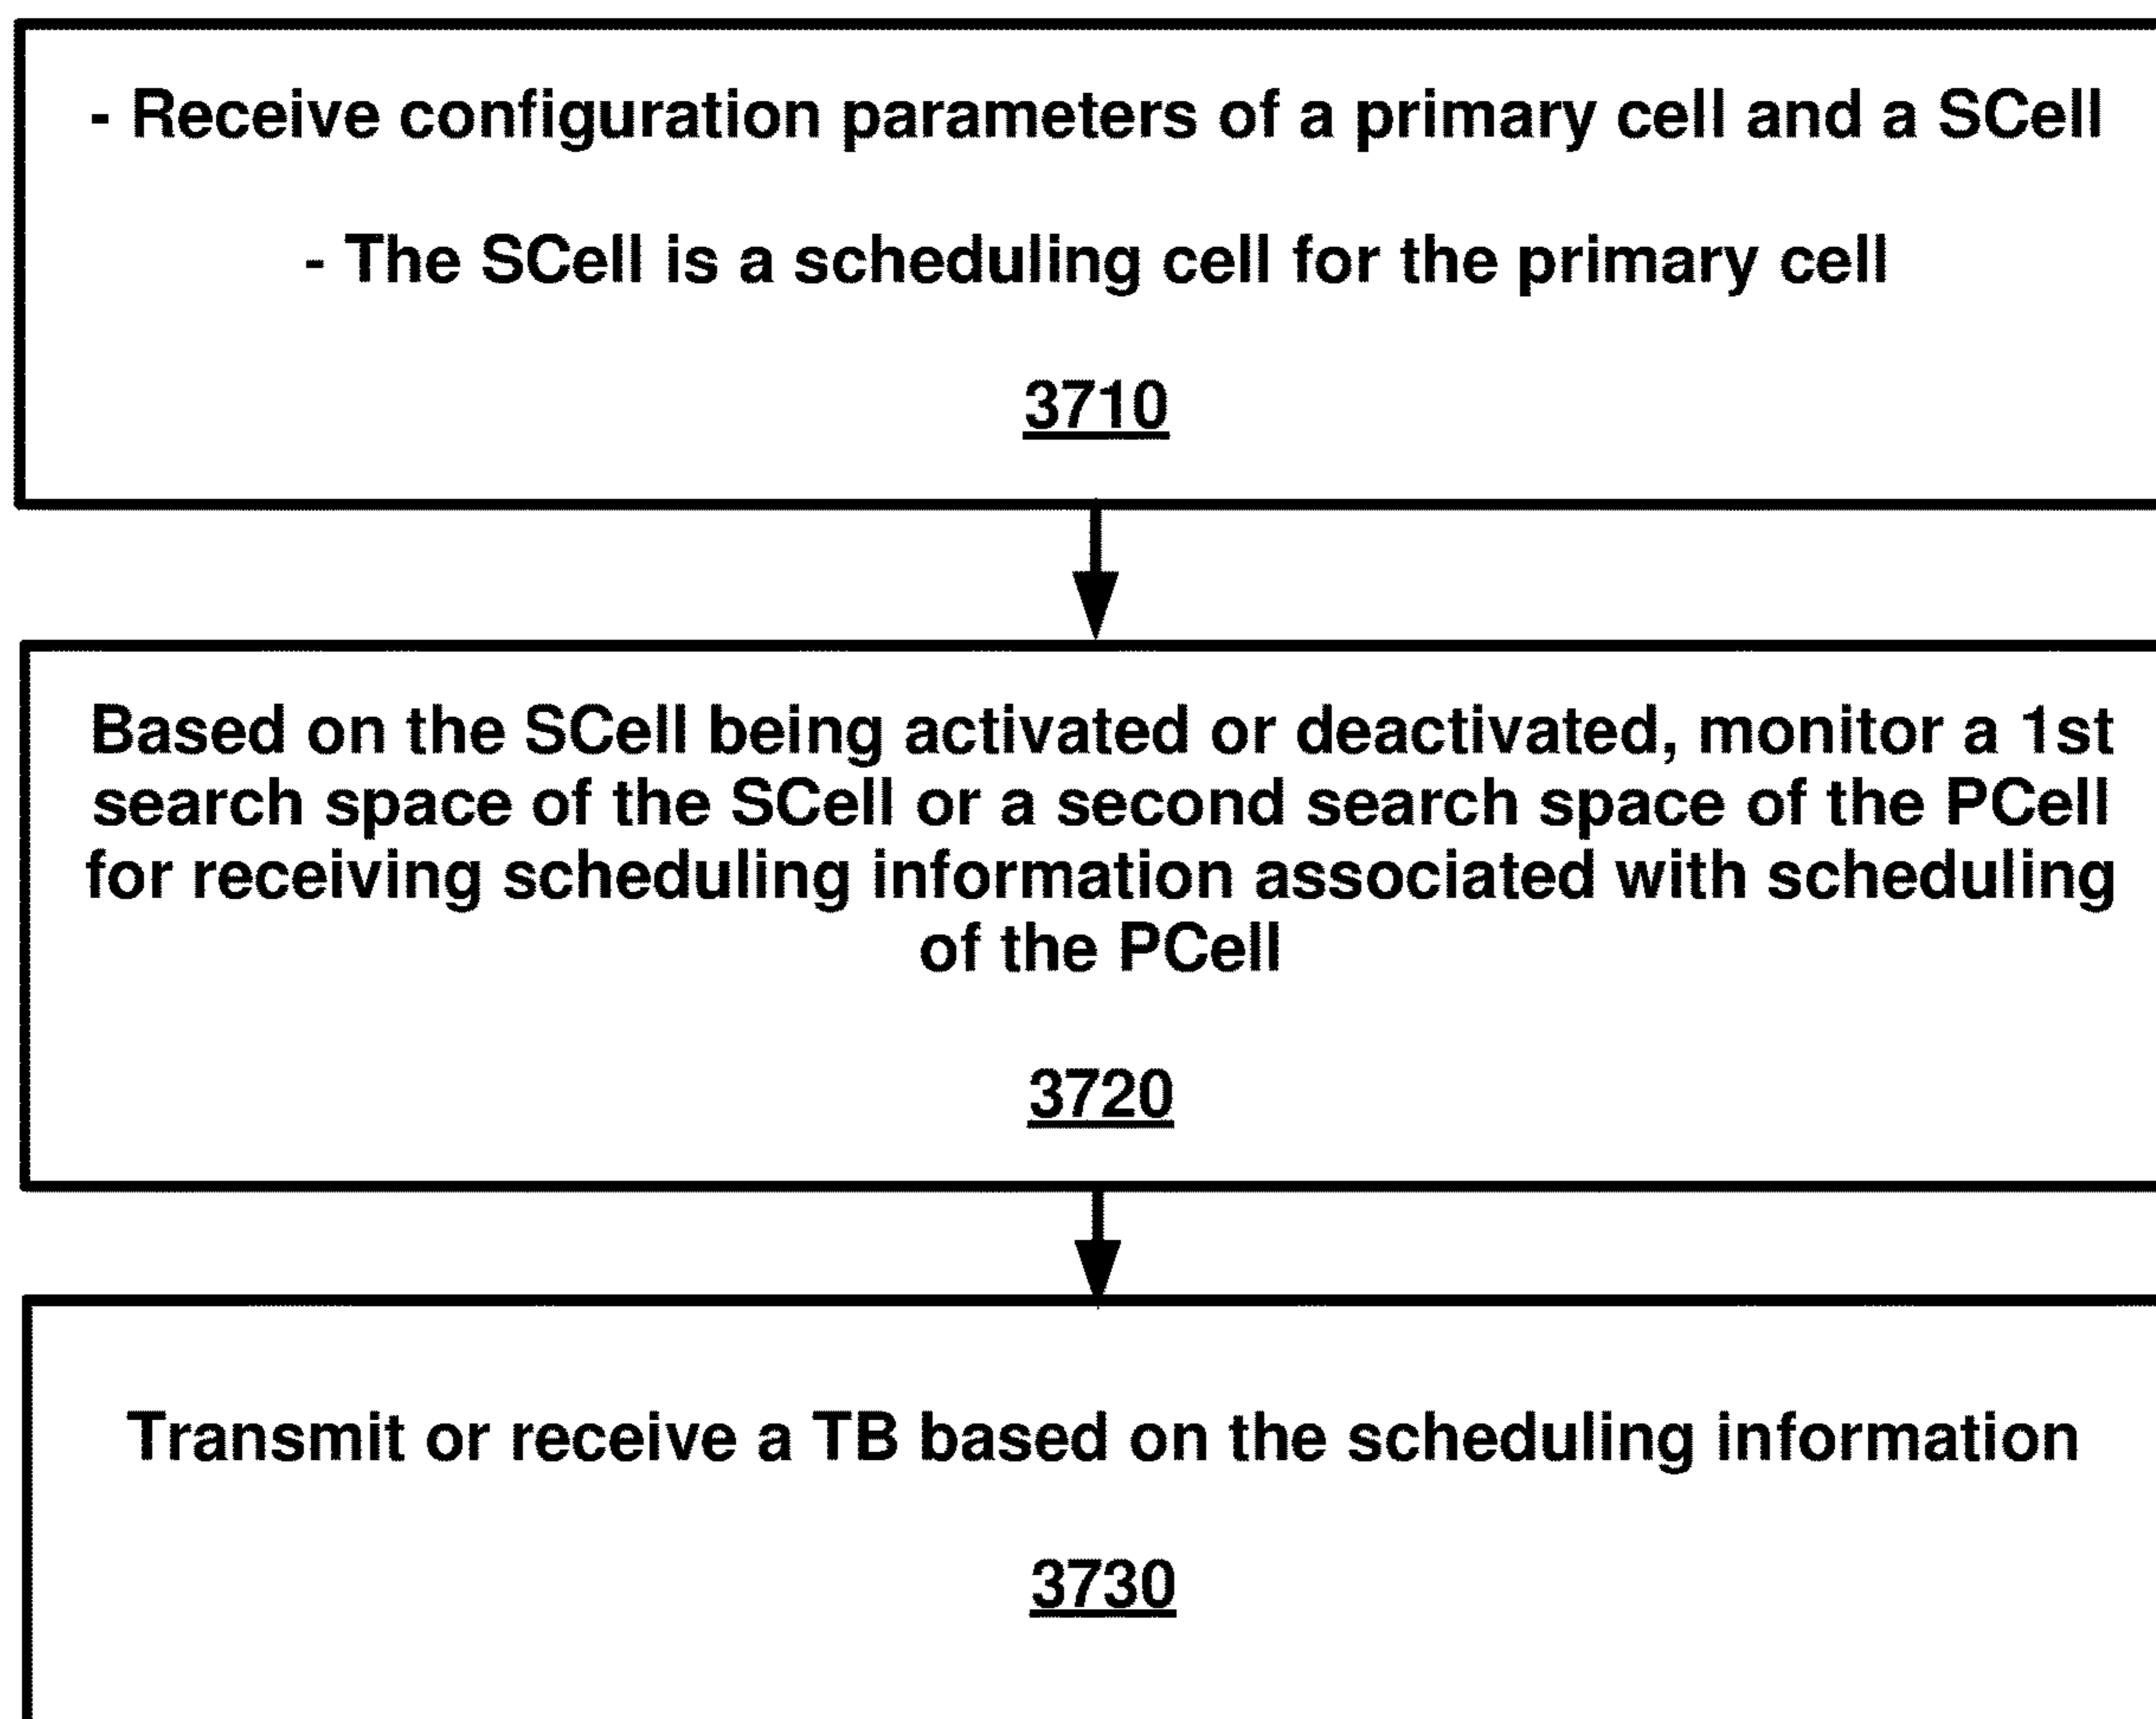 - Receive configuration parameters of a primary cell and a SCell
- The SCell is a scheduling cell for the primary cell
3710
Based on the SCell being activated or deactivated, monitor a 1st
search space of the SCell or a second search space of the PCell
for receiving scheduling information associated with scheduling
of the PCell
3720
Transmit or receive a TB based on the scheduling information
3730